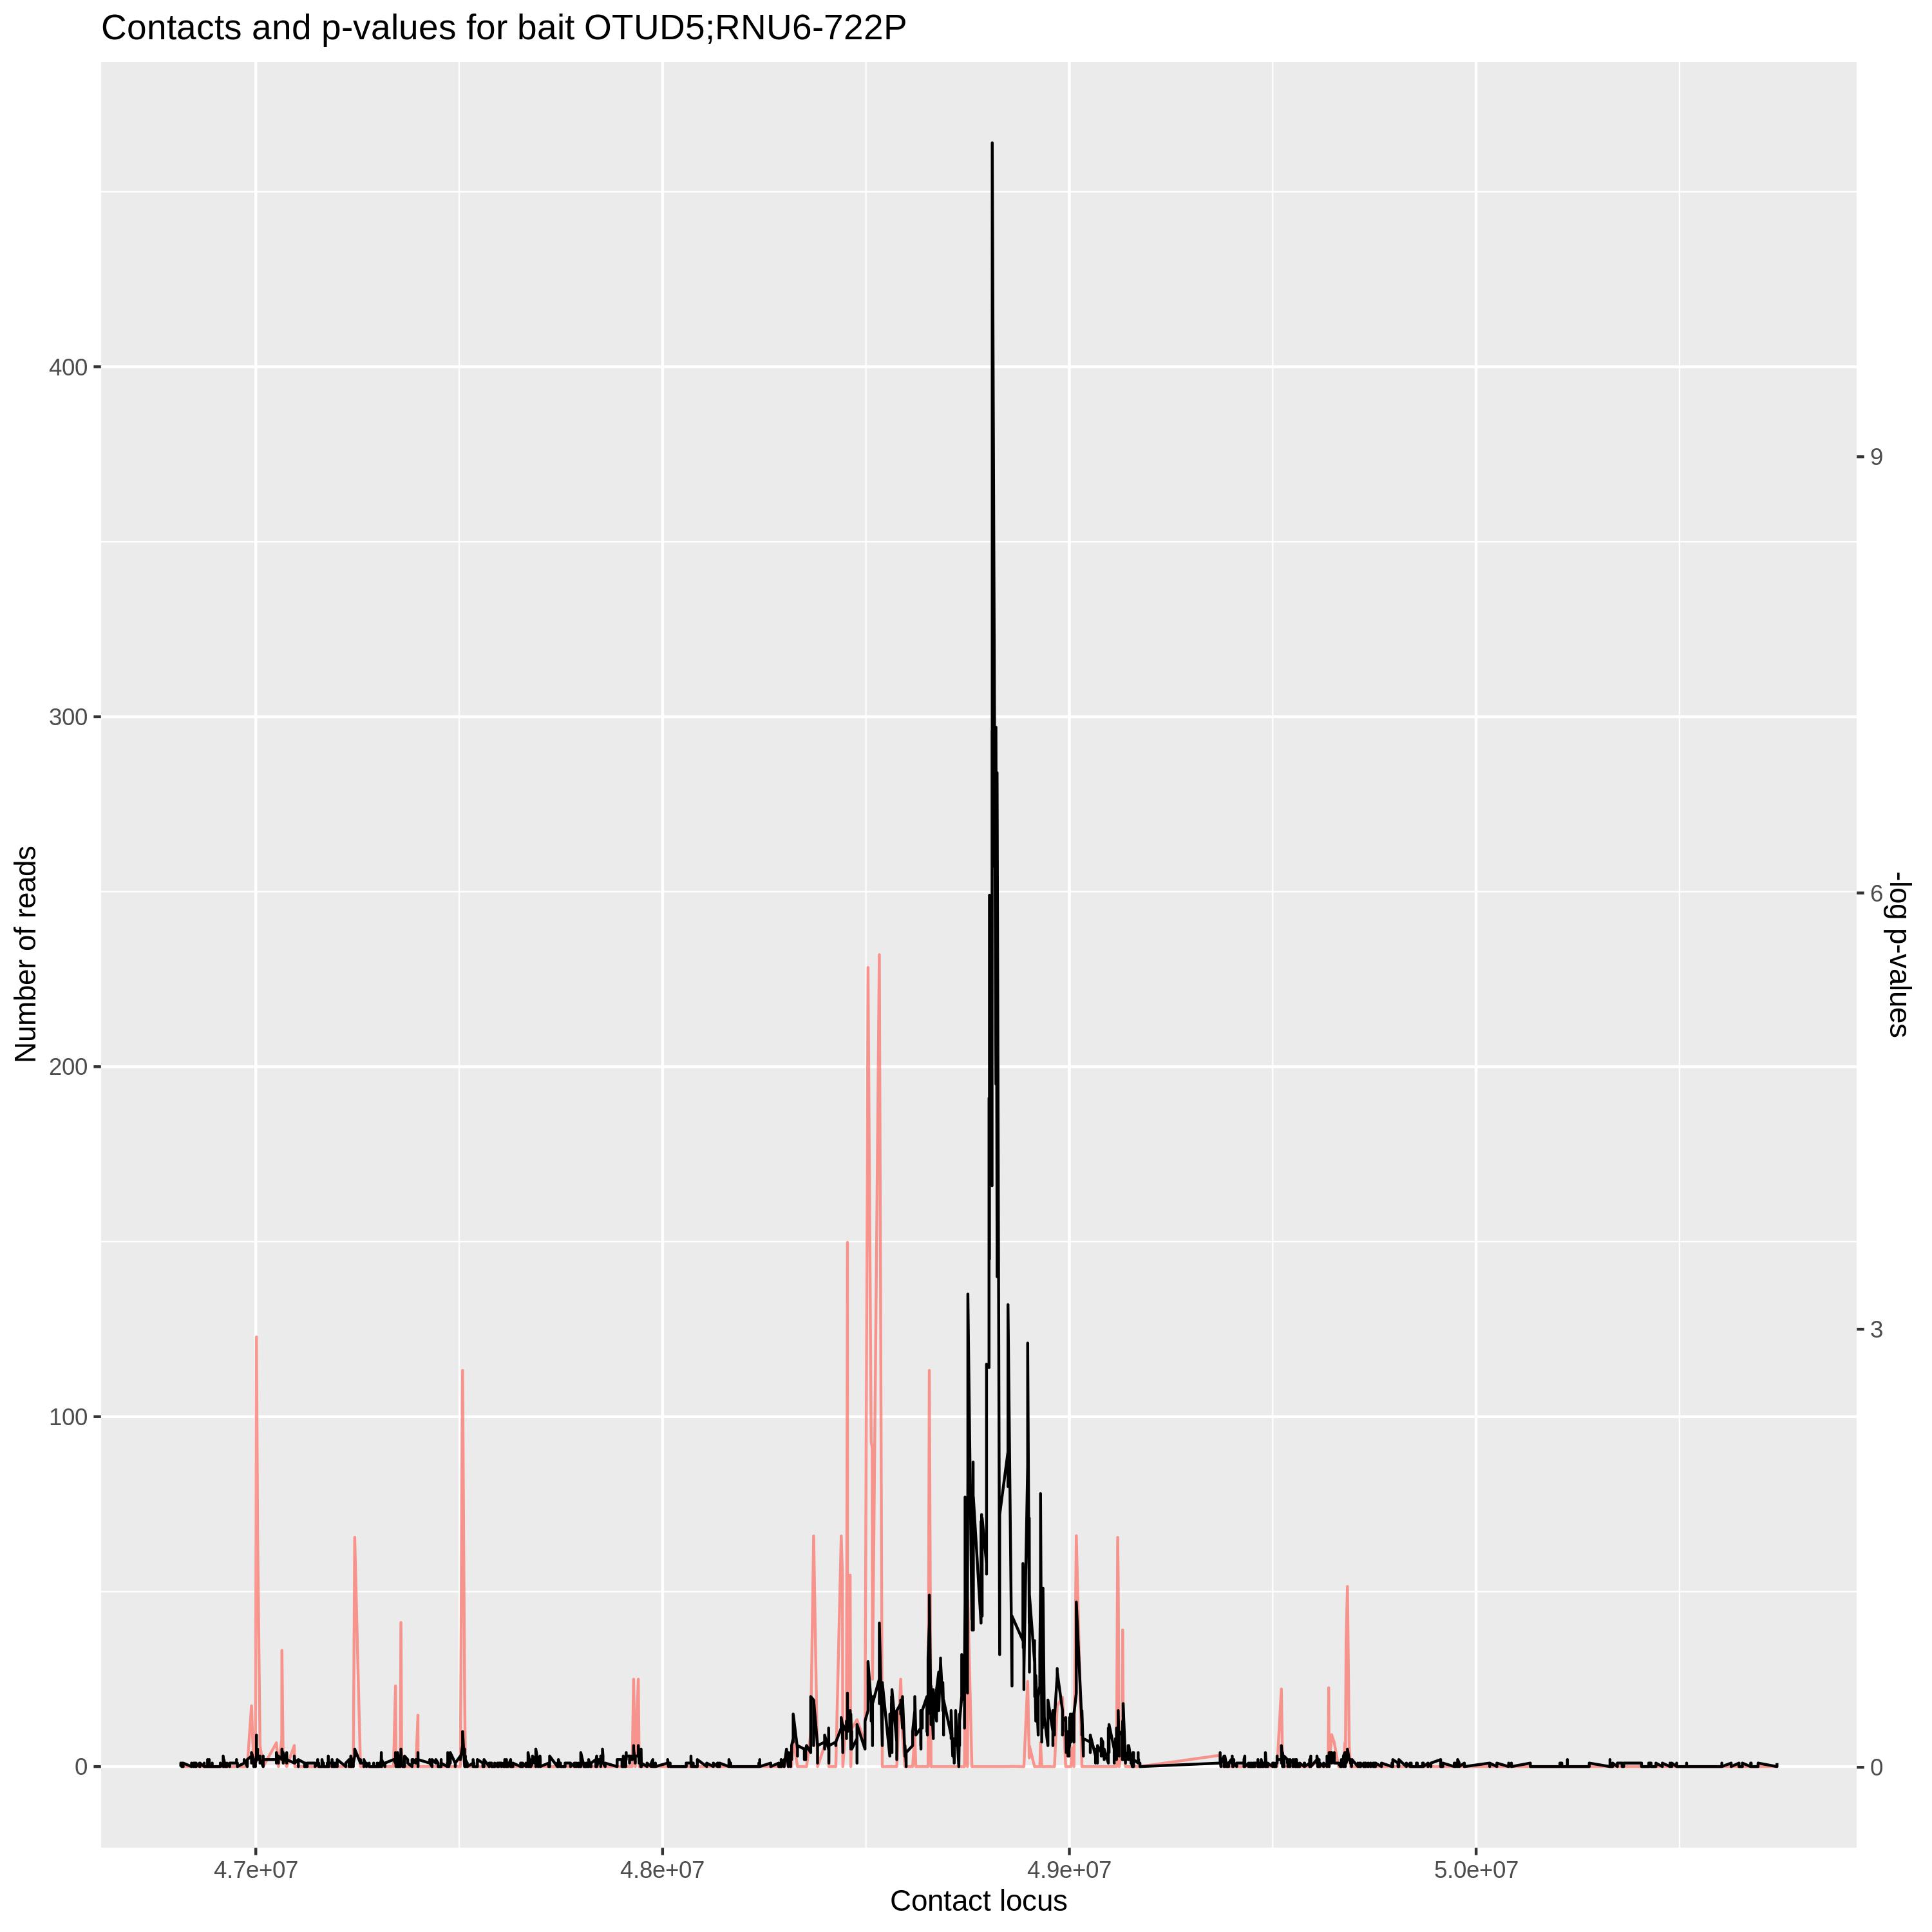 Contacts and p-values for bait OTUD5;RNU6-722P
400
300
200
100
0
9
6
3
0
Number of reads
-log p-values
4.7e+07
4.8e+07
4.9e+07
5.0e+07
Contact locus